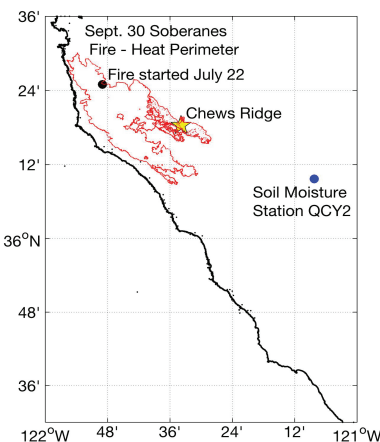 36'
Sept. 30 Soberanes
Fire - Heat Perimeter
24'
Fire started July 22
Chews Ridge
12'
Soil Moisture
Station QCY2
36°N
48'
36'
122°W
48'
36'
24'
12'
121°W